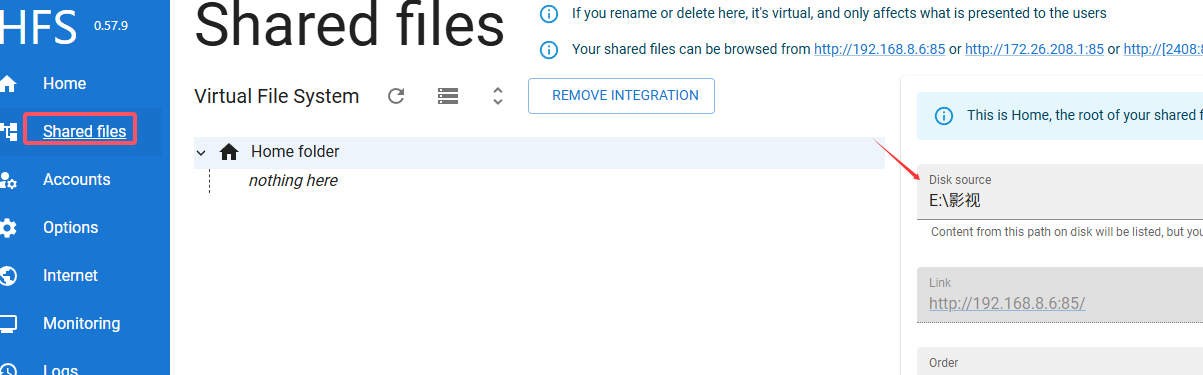 HFS 0.57.9
Home
Shared files
Accounts
Options
Internet
Monitoring
Logs
Shared files
If you rename or delete here, it's virtual, and only affects what is presented to the users
Your shared files can be browsed from http://192.168.8.6:85 or http://172.26.208.1:85 or http://[2408:
Virtual File System
REMOVE INTEGRATION
Home folder
nothing here
This is Home, the root of your shared f
Disk source
E:\影视
Content from this path on disk will be listed, but you
Link
http://192.168.8.6:85/
Order